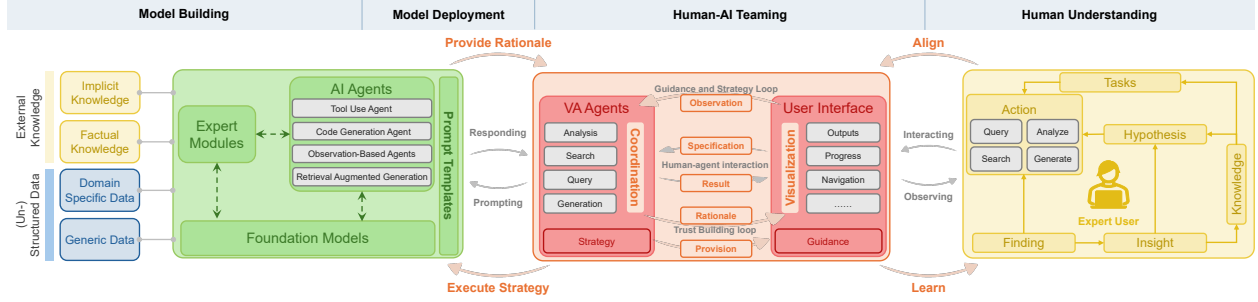 Model Building
Model Deployment
Human-AI Teaming
Human Understanding
Provide Rationale
Align
External
Knowledge
Implicit
Knowledge
Factual
Knowledge
(Un-)
Structured Data
Domain
Specific Data
Generic Data
Expert
Modules
AI Agents
Tool Use Agent
Code Generation Agent
Observation-Based Agents
Retrieval Augmented Generation
Foundation Models
Prompt Templates
Responding
Prompting
VA Agents
Analysis
Search
Query
Generation
Coordination
Strategy
Guidance and Strategy Loop
Observation
Specification
Human-agent interaction
Result
Rationale
Trust Building loop
Provision
User Interface
Visualization
Outputs
Progress
Navigation
......
Guidance
Interacting
Observing
Tasks
Action
Query
Analyze
Search
Generate
Hypothesis
Knowledge
Expert User
Finding
Insight
Execute Strategy
Learn